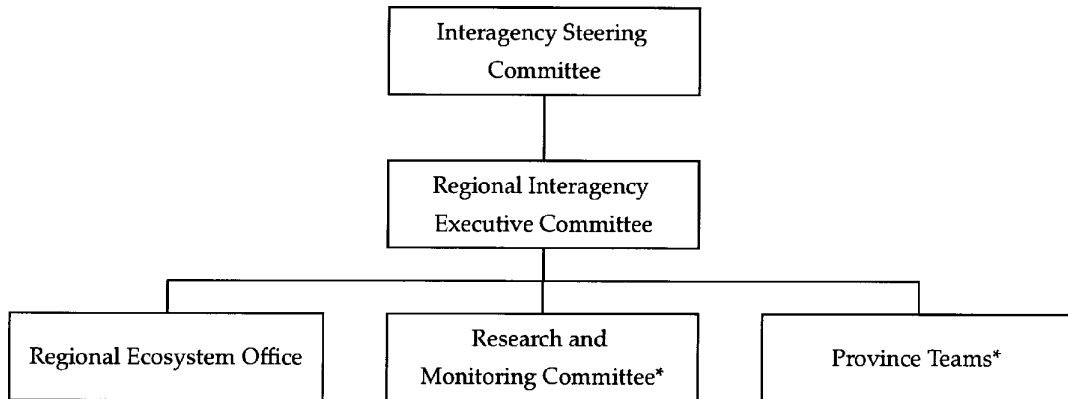 Interagency Steering
Committee
Regional Interagency
Executive Committee
Regional Ecosystem Office
Research and
Monitoring Committee*
Province Teams*